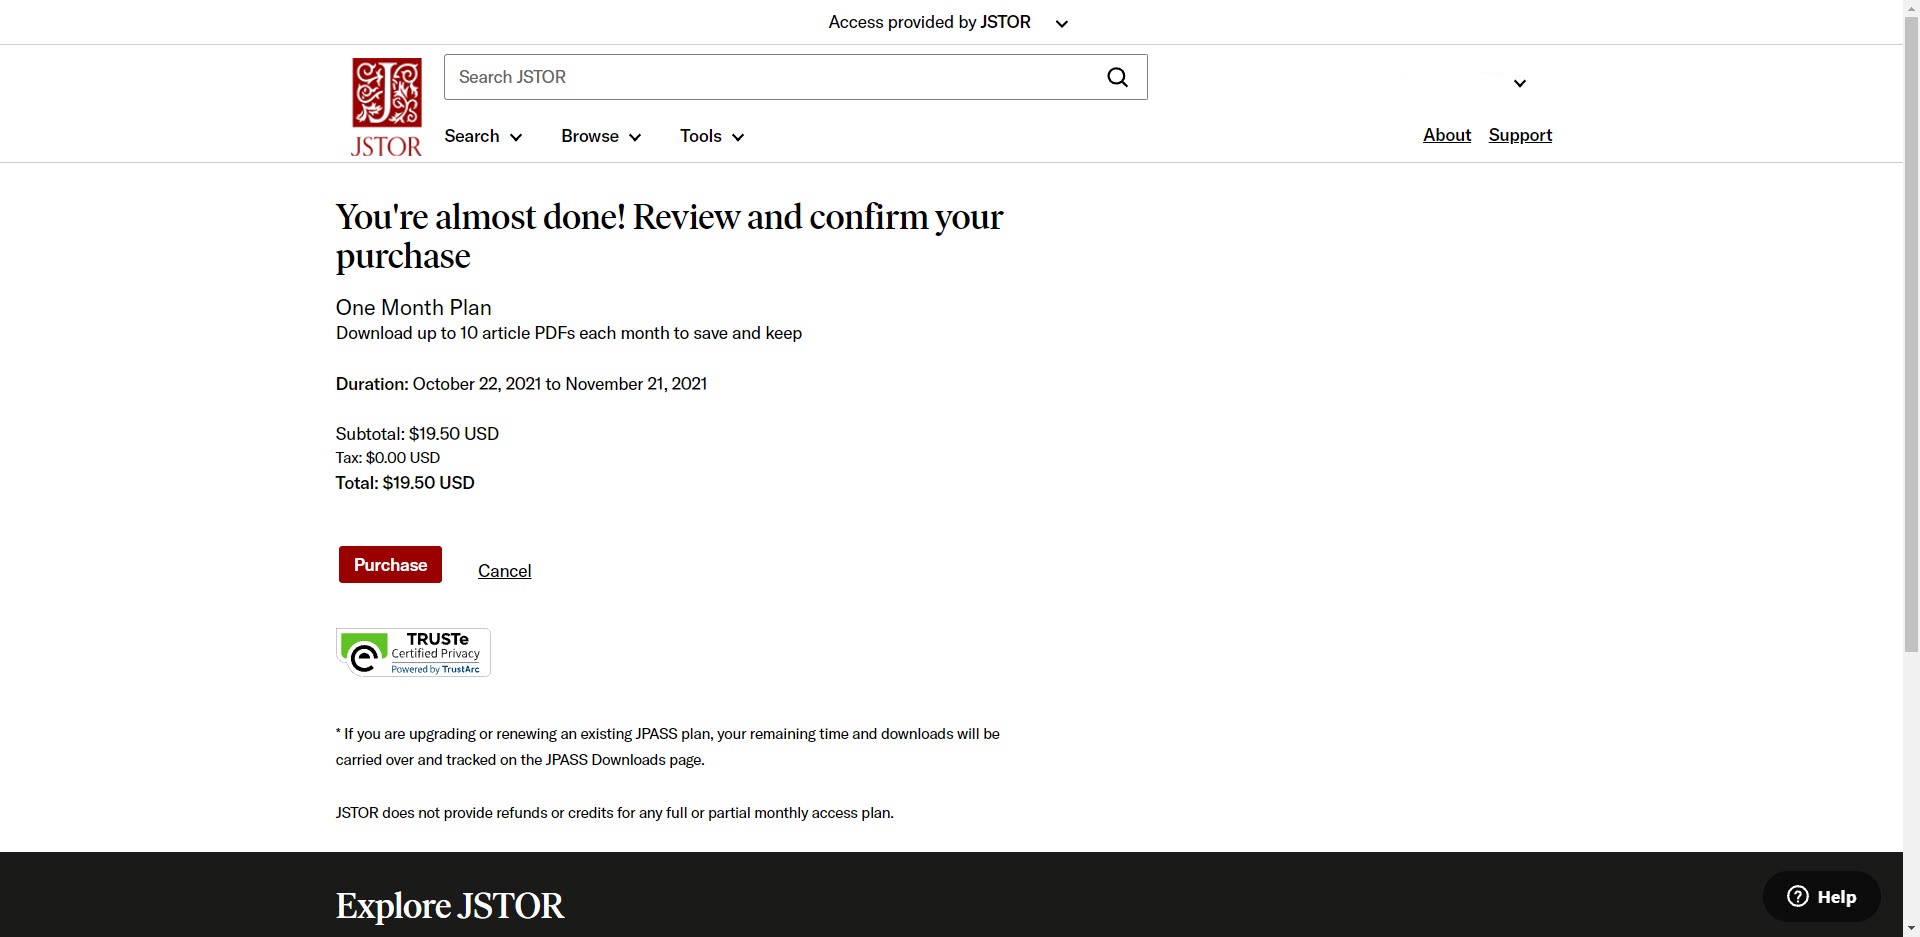 Access provided by JSTOR
Search JSTOR
JSTOR
Search
Browse
Tools
About
Support
You're almost done! Review and confirm your
purchase
One Month Plan
Download up to 10 article PDFs each month to save and keep
Duration: October 22, 2021 to November 21, 2021
Subtotal: $19.50 USD
Tax: $0.00 USD
Total: $19.50 USD
Purchase
Cancel
TRUSTe
Certified Privacy
Powered by TrustArc
* If you are upgrading or renewing an existing JPASS plan, your remaining time and downloads will be
carried over and tracked on the JPASS Downloads page.
JSTOR does not provide refunds or credits for any full or partial monthly access plan.
Explore JSTOR
Help